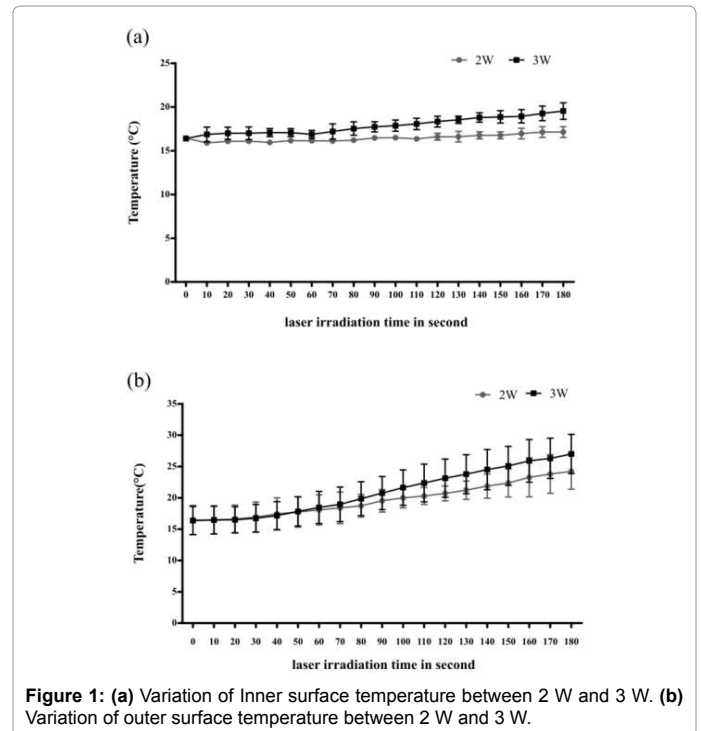 (a)
2W 3W
Temperature (°C)
25
20
15
10
5
0
0 10 20 30 40 50 60 70 80 90 100 110 120 130 140 150 160 170 180
laser irradiation time in second
(b)
2W 3W
Temperature(°C)
35
30
25
20
15
10
5
0
0 10 20 30 40 50 60 70 80 90 100 110 120 130 140 150 160 170 180
laser irradiation time in second
Figure 1: (a) Variation of Inner surface temperature between 2 W and 3 W. (b)
Variation of outer surface temperature between 2 W and 3 W.